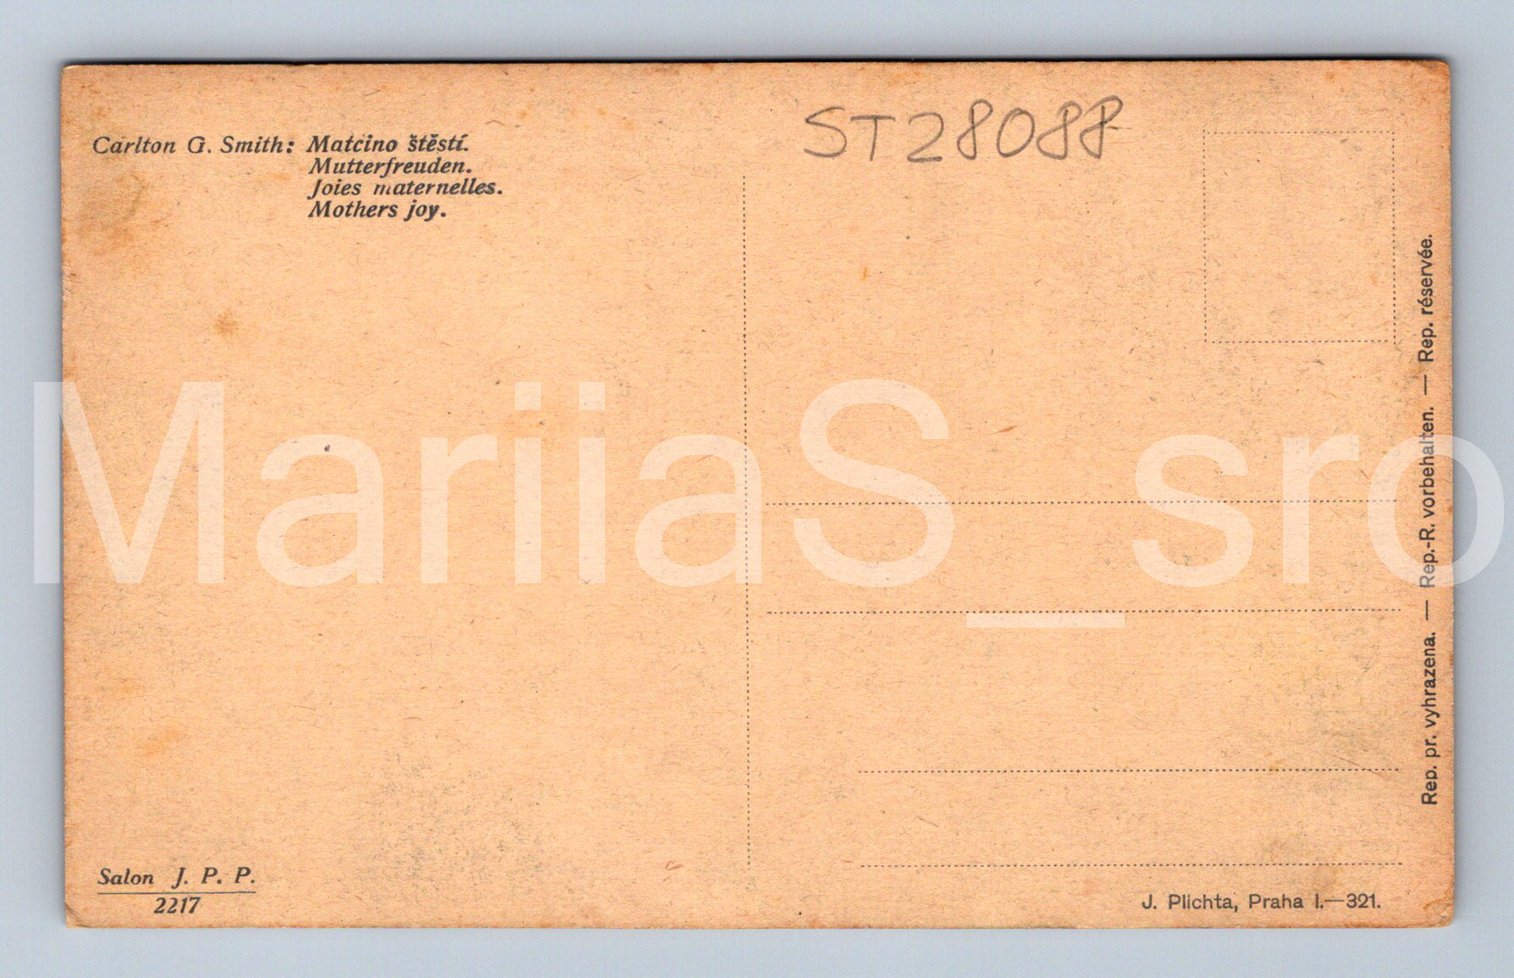 ST28088
Carlton G. Smith: Matčino štěstí.
Mutterfreuden.
Joies maternelles.
Mothers joy.
MariiaS_sro
Rep. pr. vyhrazena. — Rep.-R. vorbehalten. — Rep. réservée.
Salon J. P. P.
2217
J. Plichta, Praha I.—321.